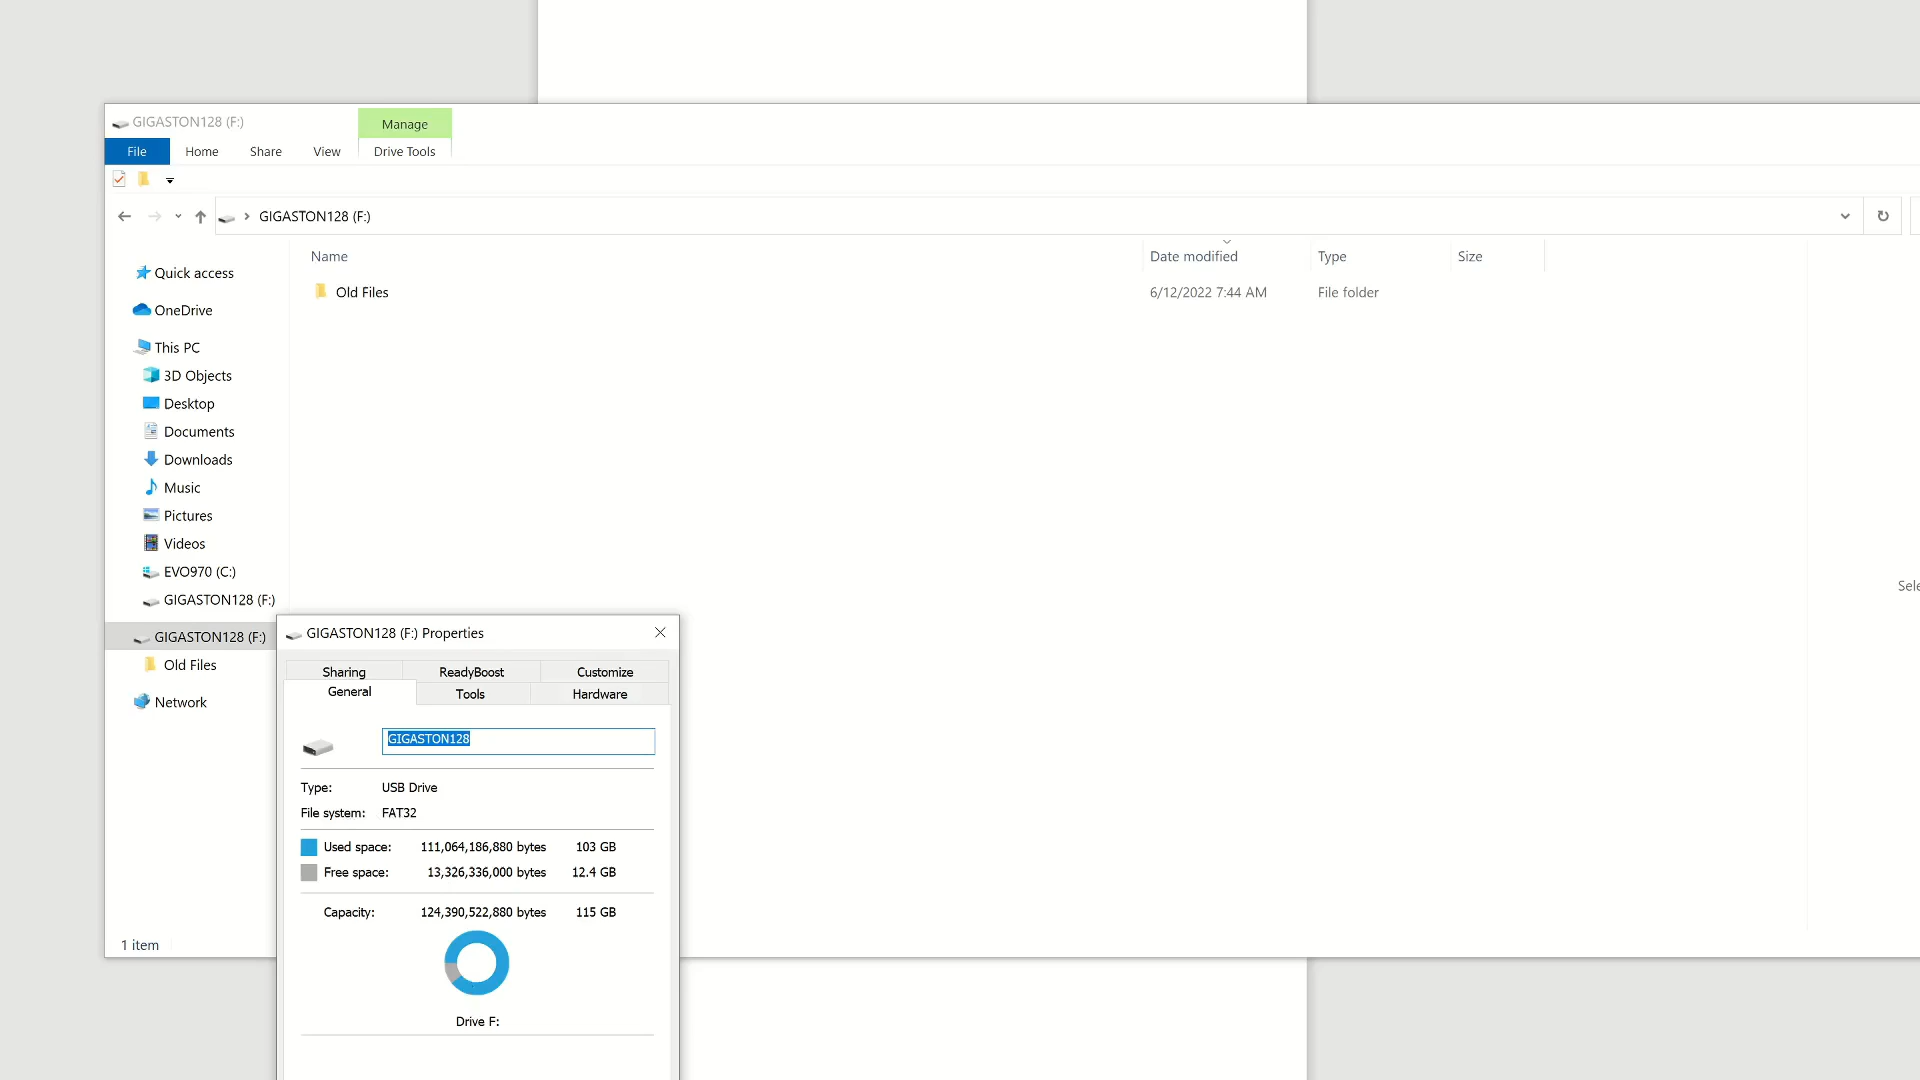 GIGASTON128 (F:)
Manage
File
Home
Share
View
Drive Tools
GIGASTON128 (F:)
Name
Date modified
Type
Size
Old Files
6/12/2022 7:44 AM
File folder
Quick access
OneDrive
This PC
3D Objects
Desktop
Documents
Downloads
Music
Pictures
Videos
EVO970 (C:)
GIGASTON128 (F:)
GIGASTON128 (F:)
Old Files
Network
1 item
Sele
GIGASTON128 (F:) Properties
Sharing
ReadyBoost
Customize
General
Tools
Hardware
GIGASTON128
Type: USB Drive
File system: FAT32
Used space: 111,064,186,880 bytes 103 GB
Free space: 13,326,336,000 bytes 12.4 GB
Capacity: 124,390,522,880 bytes 115 GB
Drive F: